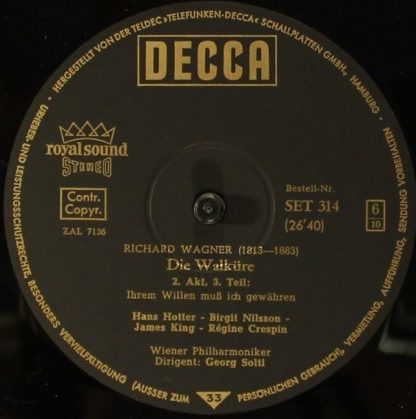 HERGESTELLT VON DER TELDEC »TELEFUNKEN-DECCA« SCHALLPLATTEN GMBH, HAMBURG ·
URHEBER- UND LEISTUNGSSCHUTZRECHTE, BESONDERS VERVIELFÄLTIGUNG (AUSSER ZUM
PERSÖNLICHEN GEBRAUCH), VERMIETUNG, AUFFÜHRUNG, SENDUNG VORBEHALTEN
DECCA
royal sound
STEREO
Contr.
Copyr.
ZAL 7136
Bestell-Nr.
SET 314
(26'40)
6
10
RICHARD WAGNER (1813—1883)
Die Walküre
2. Akt, 3. Teil:
Ihrem Willen muß ich gewähren
Hans Hotter - Birgit Nilsson -
James King - Régine Crespin
Wiener Philharmoniker
Dirigent: Georg Solti
33